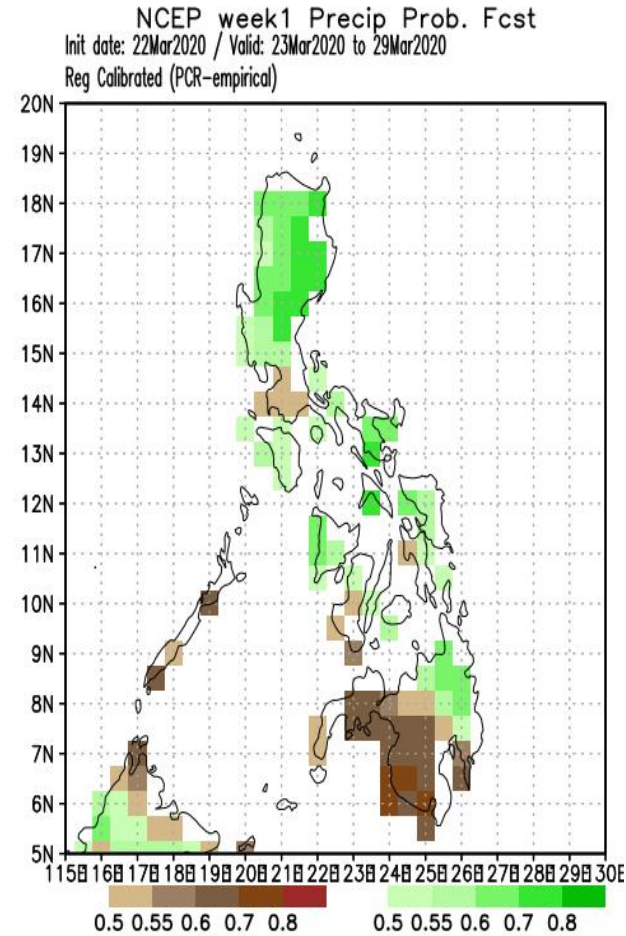 NCEP week1 Precip Prob. Fcst
Init date: 22Mar2020 / Valid: 23Mar2020 to 29Mar2020
Reg Calibrated (PCR-empirical)
20N
19N
18N
17N
16N
15N
14N
13N
12N
11N
10N
9N
8N
7N
6N
5N
115E 116E 117E 118E 119E 120E 121E 122E 123E 124E 125E 126E 127E 128E 129E 130E
0.5 0.55 0.6 0.7 0.8 0.5 0.55 0.6 0.7 0.8